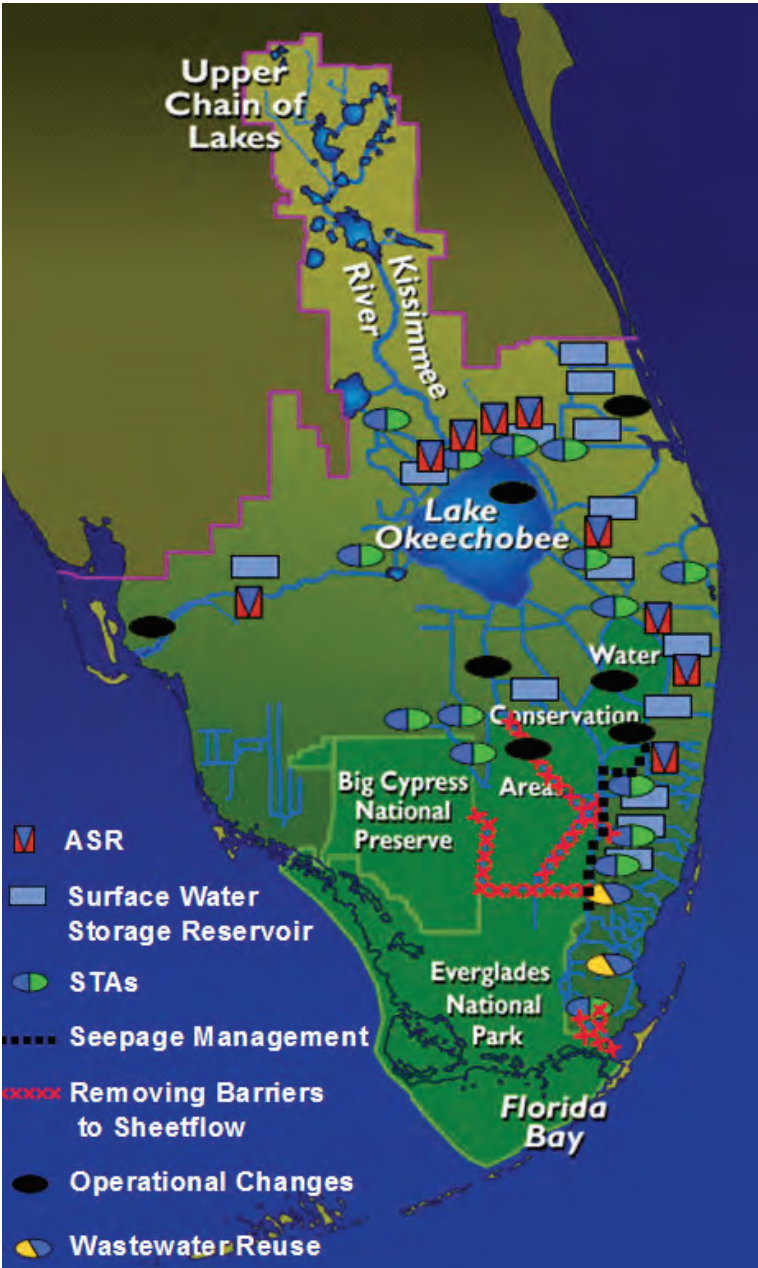 Upper
Chain of
Lakes
Kissimmee
River
Lake
Okeechobee
Water
Conservation
Area
Big Cypress
National
Preserve
Everglades
National
Park
Florida
Bay
ASR
Surface Water
Storage Reservoir
STAs
Seepage Management
Removing Barriers
to Sheetflow
Operational Changes
Wastewater Reuse